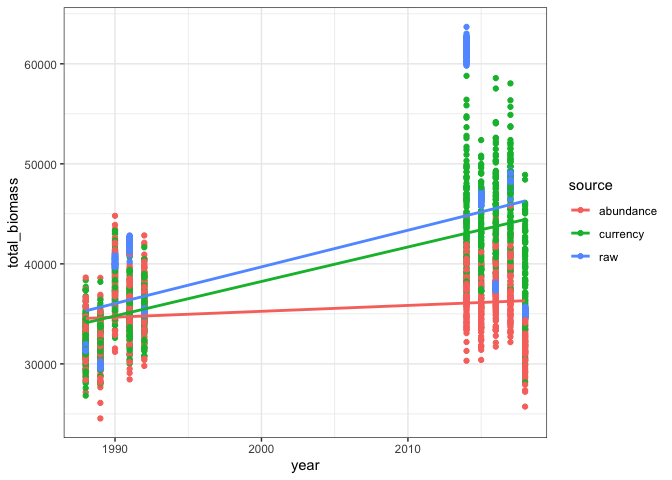 60000
50000
40000
30000
total_biomass
1990
2000
2010
year
source
abundance
currency
raw